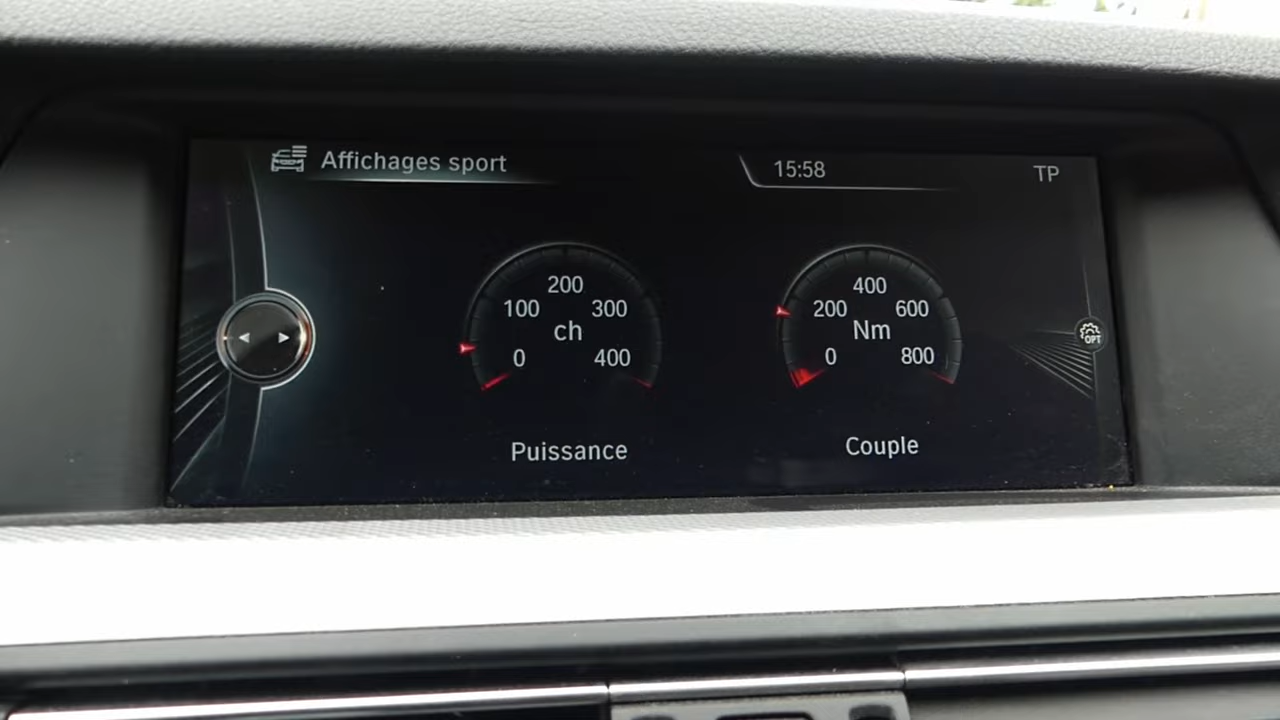 Affichages sport
15:58
TP
200
100 300
ch
0 400
Puissance
400
200 600
Nm
0 800
Couple
OPT